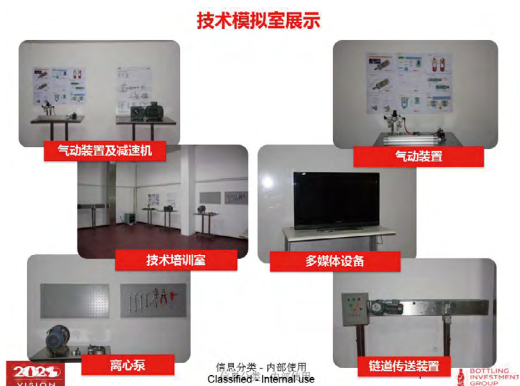 技术模拟室展示
气动装置及减速机
气动装置
技术培训室
多媒体设备
离心泵
链道传送装置
2021
VISION
信息分类 - 内部使用
Classified - Internal use
BOTTLING
INVESTMENT
GROUP